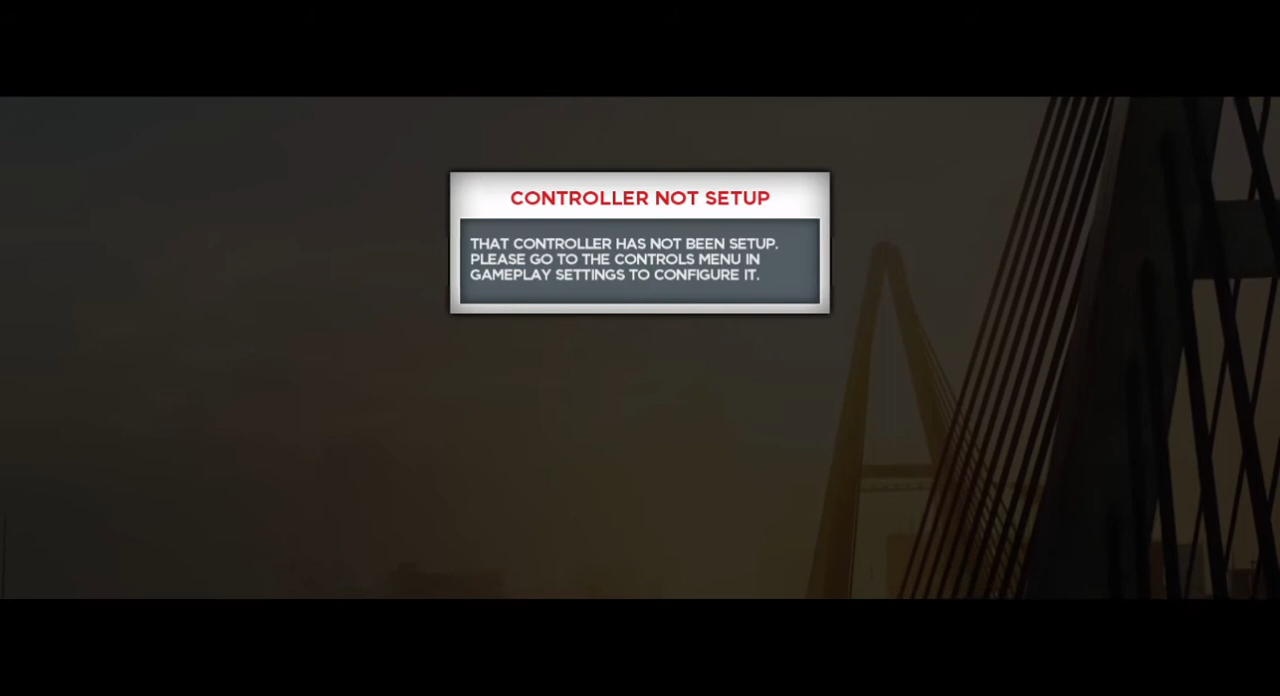 CONTROLLER NOT SETUP
THAT CONTROLLER HAS NOT BEEN SETUP.
PLEASE GO TO THE CONTROLS MENU IN
GAMEPLAY SETTINGS TO CONFIGURE IT.